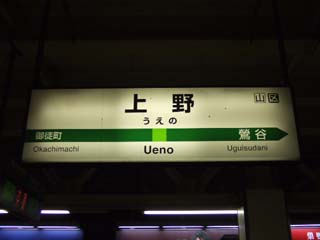 上野
山 区
うえの
御徒町
鶯谷
Okachimachi
Ueno
Uguisudani